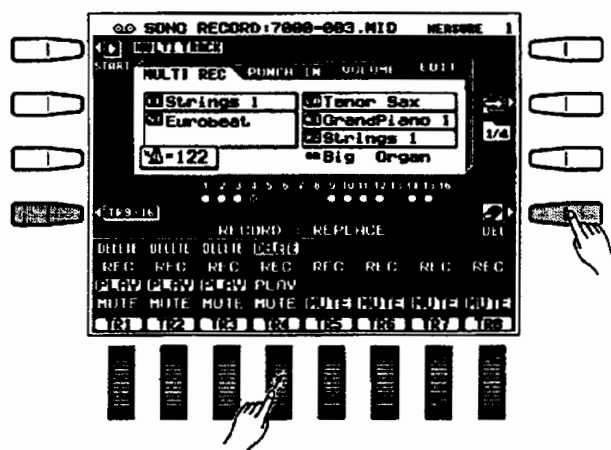 SONG RECORD:7000-003.MID MEASURE 1
MULTI TRACK
START
MULTI REC PUNCH IN VOLUME EDIT
Strings 1 Tenor Sax
Eurobeat GrandPiano 1
Strings 1
=122 Big Organ
1/4
1 2 3 4 5 6 7 8 9 10 11 12 13 14 15 16
TR9-16
RECORD : REPLACE DEL
DELETE DELETE DELETE DELETE
REC REC REC REC REC REC REC REC
PLAY PLAY PLAY PLAY
MUTE MUTE MUTE MUTE MUTE MUTE MUTE MUTE
TR1 TR2 TR3 TR4 TR5 TR6 TR7 TR8